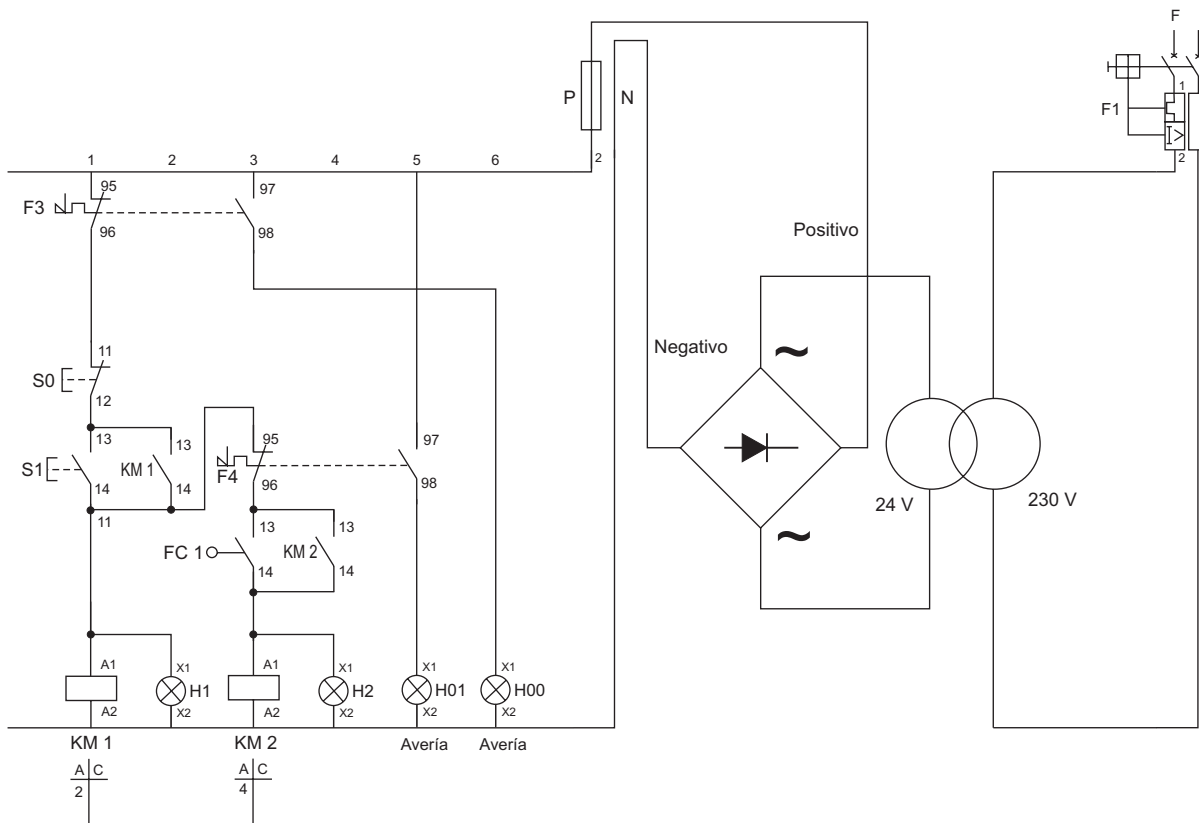 F
1
F1
2
P
N
2
1 2 3 4 5 6
95
97
F3
96
98
Positivo
Negativo
~
11
S0
12
13
13
95
97
S1
KM 1
F4
14
14
96
98
11
24 V
230 V
13
13
FC 1
KM 2
14
14
~
A1
X1
A1
X1
X1
X1
H1
H2
H01
H00
A2
X2
A2
X2
X2
X2
KM 1
KM 2
Avería
Avería
A C
A C
2
4